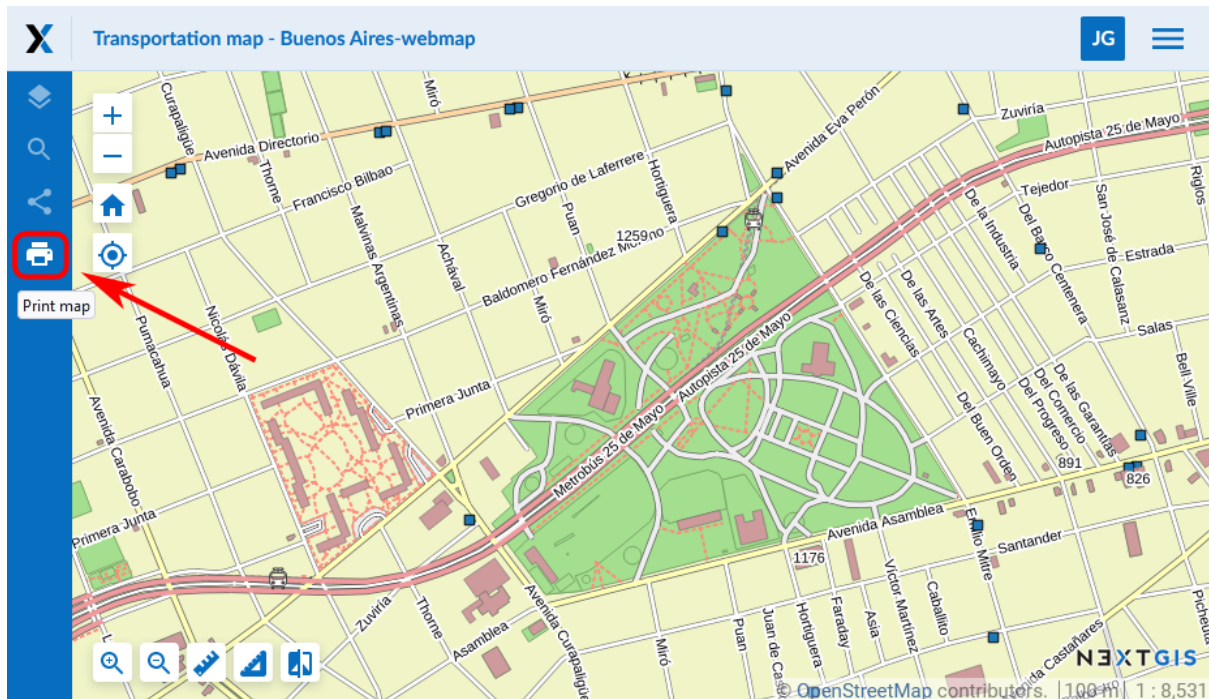 Transportation map - Buenos Aires-webmap
JG
Print map
Curapaligüe
Miró
Avenida Directorio
Thorne
Francisco Bilbao
Malvinas Argentinas
Achával
Gregorio de Laferrere
Puan
Hortiguera
1259
Baldomero Fernández Moreno
Miró
Avenida Eva Perón
Zuviría
Autopista 25 de Mayo
Tejedor
De la Industria
Del Barco Centenera
San José de Calasanz
Riglos
Estrada
De las Ciencias
De las Artes
Cachimayo
Salas
Bell Ville
De las Garantías
Del Comercio
Del Progreso
Del Buen Orden
891
826
Pumacahua
Nicolás Dávila
Primera Junta
Avenida Carabobo
Primera Junta
Autopista 25 de Mayo
Metrobús 25 de Mayo
Avenida Asamblea
Emilio Mitre
Santander
1176
Zuviría
Thorne
Asamblea
Avenida Curapaligüe
Miró
Puan
Juan de Ca
Hortiguera
Faraday
Asia
Víctor Martínez
Caballito
Picheuta
nida Castañares
NEXTGIS
© OpenStreetMap contributors. 100 m 1 : 8,531